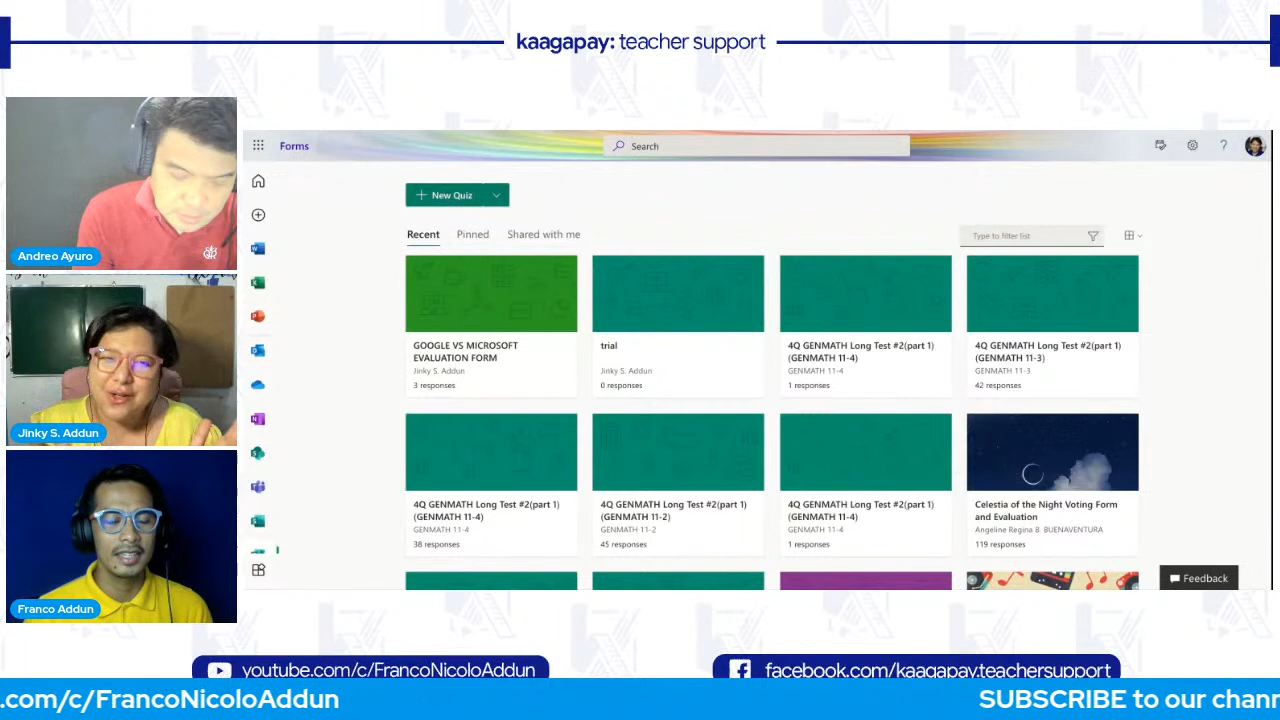 kaagapay: teacher support
Andreo Ayuro
Jinky S. Addun
Franco Addun
Forms
Search
?
New Quiz
Recent
Pinned
Shared with me
Type to filter list
GOOGLE VS MICROSOFT
EVALUATION FORM
Jinky S. Addun
3 responses
trial
Jinky S. Addun
0 responses
4Q GENMATH Long Test #2(part 1)
(GENMATH 11-4)
GENMATH 11-4
1 responses
4Q GENMATH Long Test #2(part 1)
(GENMATH 11-3)
GENMATH 11-3
42 responses
4Q GENMATH Long Test #2(part 1)
(GENMATH 11-4)
GENMATH 11-4
38 responses
4Q GENMATH Long Test #2(part 1)
(GENMATH 11-2)
GENMATH 11-2
45 responses
4Q GENMATH Long Test #2(part 1)
(GENMATH 11-4)
GENMATH 11-4
1 responses
Celestia of the Night Voting Form
and Evaluation
Angeline Regina B. BUENAVENTURA
119 responses
Feedback
youtube.com/c/FrancoNicoloAddun
facebook.com/kaagapay.teachersupport
.com/c/FrancoNicoloAddun
SUBSCRIBE to our chann